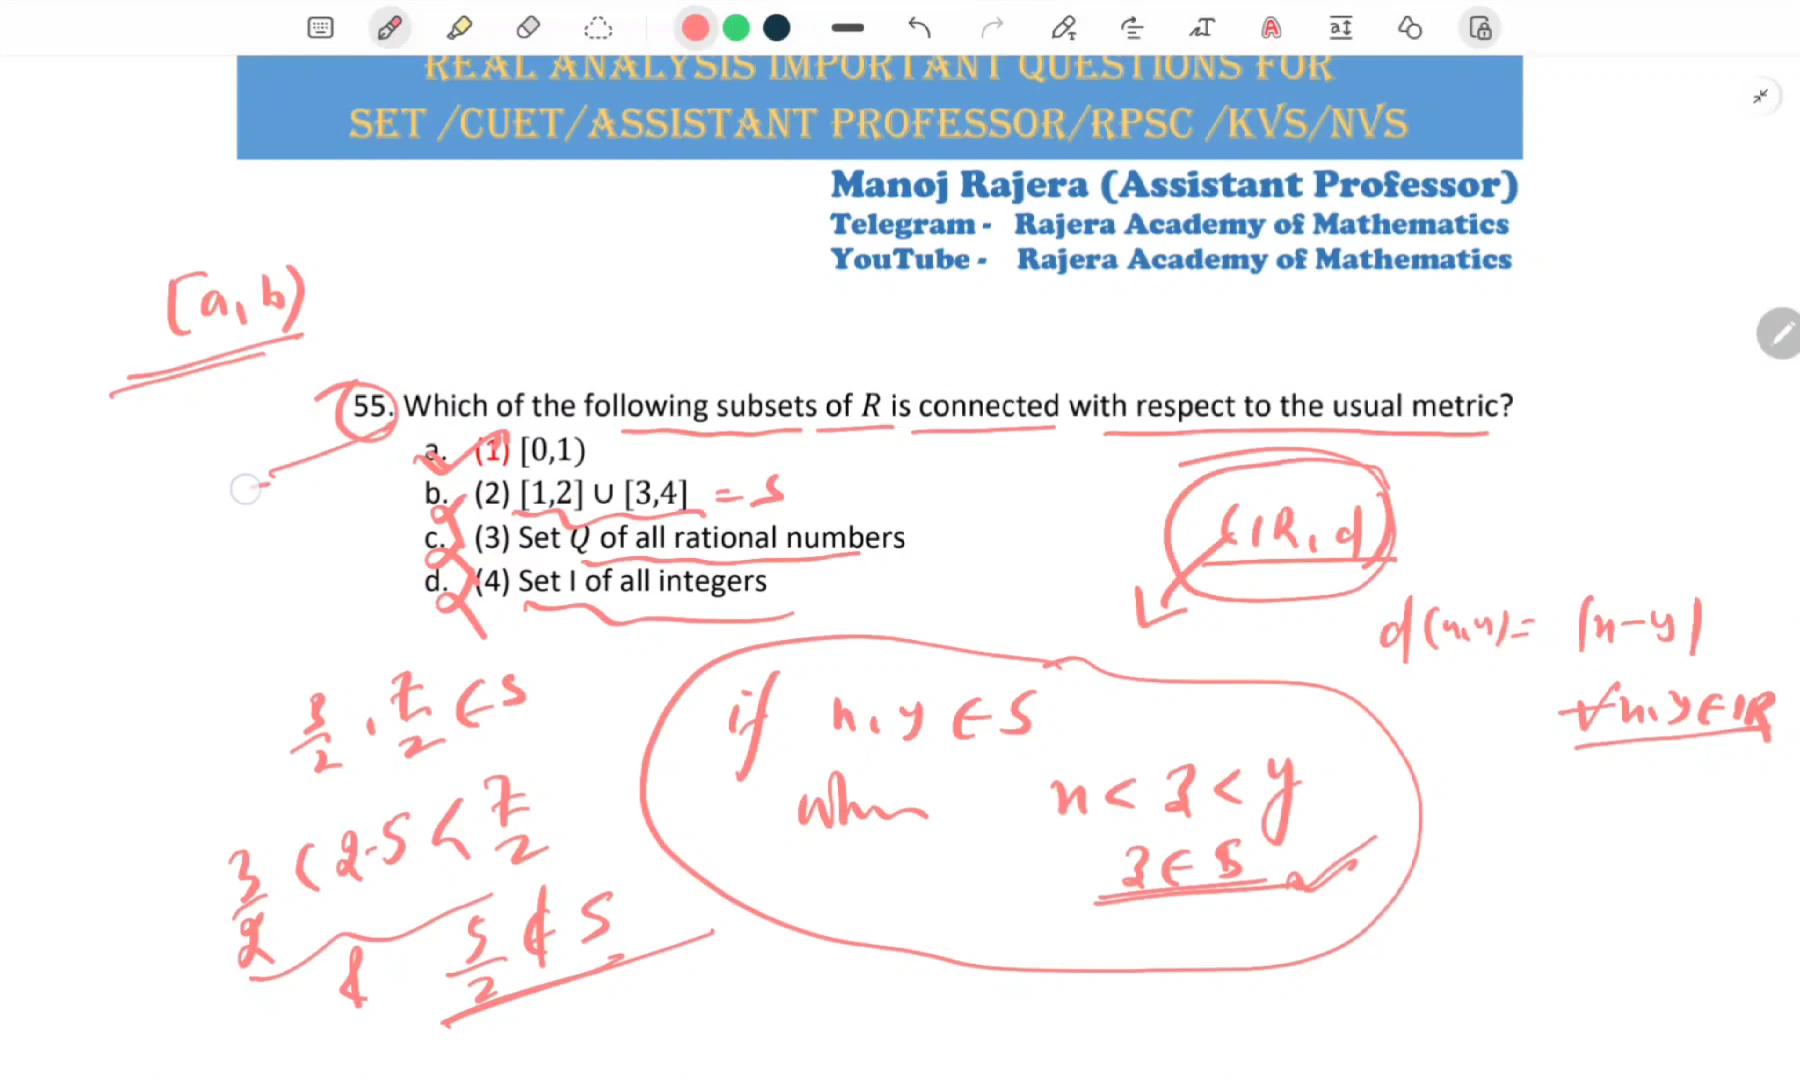 REAL ANALYSIS IMPORTANT QUESTIONS FOR
SET /CUET/ASSISTANT PROFESSOR/RPSC /KVS/NVS
Manoj Rajera (Assistant Professor)
Telegram - Rajera Academy of Mathematics
YouTube - Rajera Academy of Mathematics
[a, b)
55. Which of the following subsets of R is connected with respect to the usual metric?
a. (1) [0,1)
b. (2) [1,2] ∪ [3,4] = S
c. (3) Set Q of all rational numbers
d. (4) Set I of all integers
(IR, d)
d(x,y) = |x-y|
∀ x, y ∈ IR
3/2, 7/2 ∈ S
if x, y ∈ S
when x < z < y
z ∈ S
3/2 < 2.5 < 7/2
& 5/2 ∉ S